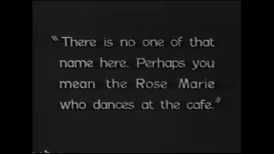 "There is no one of that
name here. Perhaps you
mean the Rose Marie
who dances at the cafe."